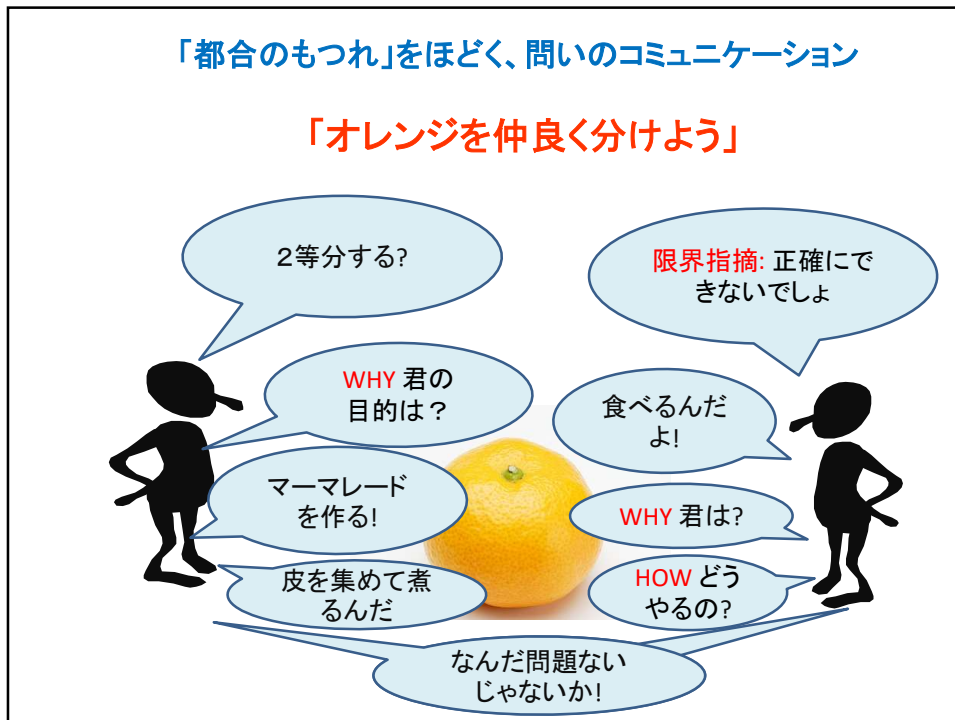 「都合のもつれ」をほどく、問いのコミュニケーション
「オレンジを仲良く分けよう」
２等分する?
限界指摘: 正確にで
きないでしょ
WHY 君の
目的は？
食べるんだ
よ!
WHY 君は?
マーマレード
を作る!
HOW どう
やるの?
皮を集めて煮
るんだ
なんだ問題ない
じゃないか!